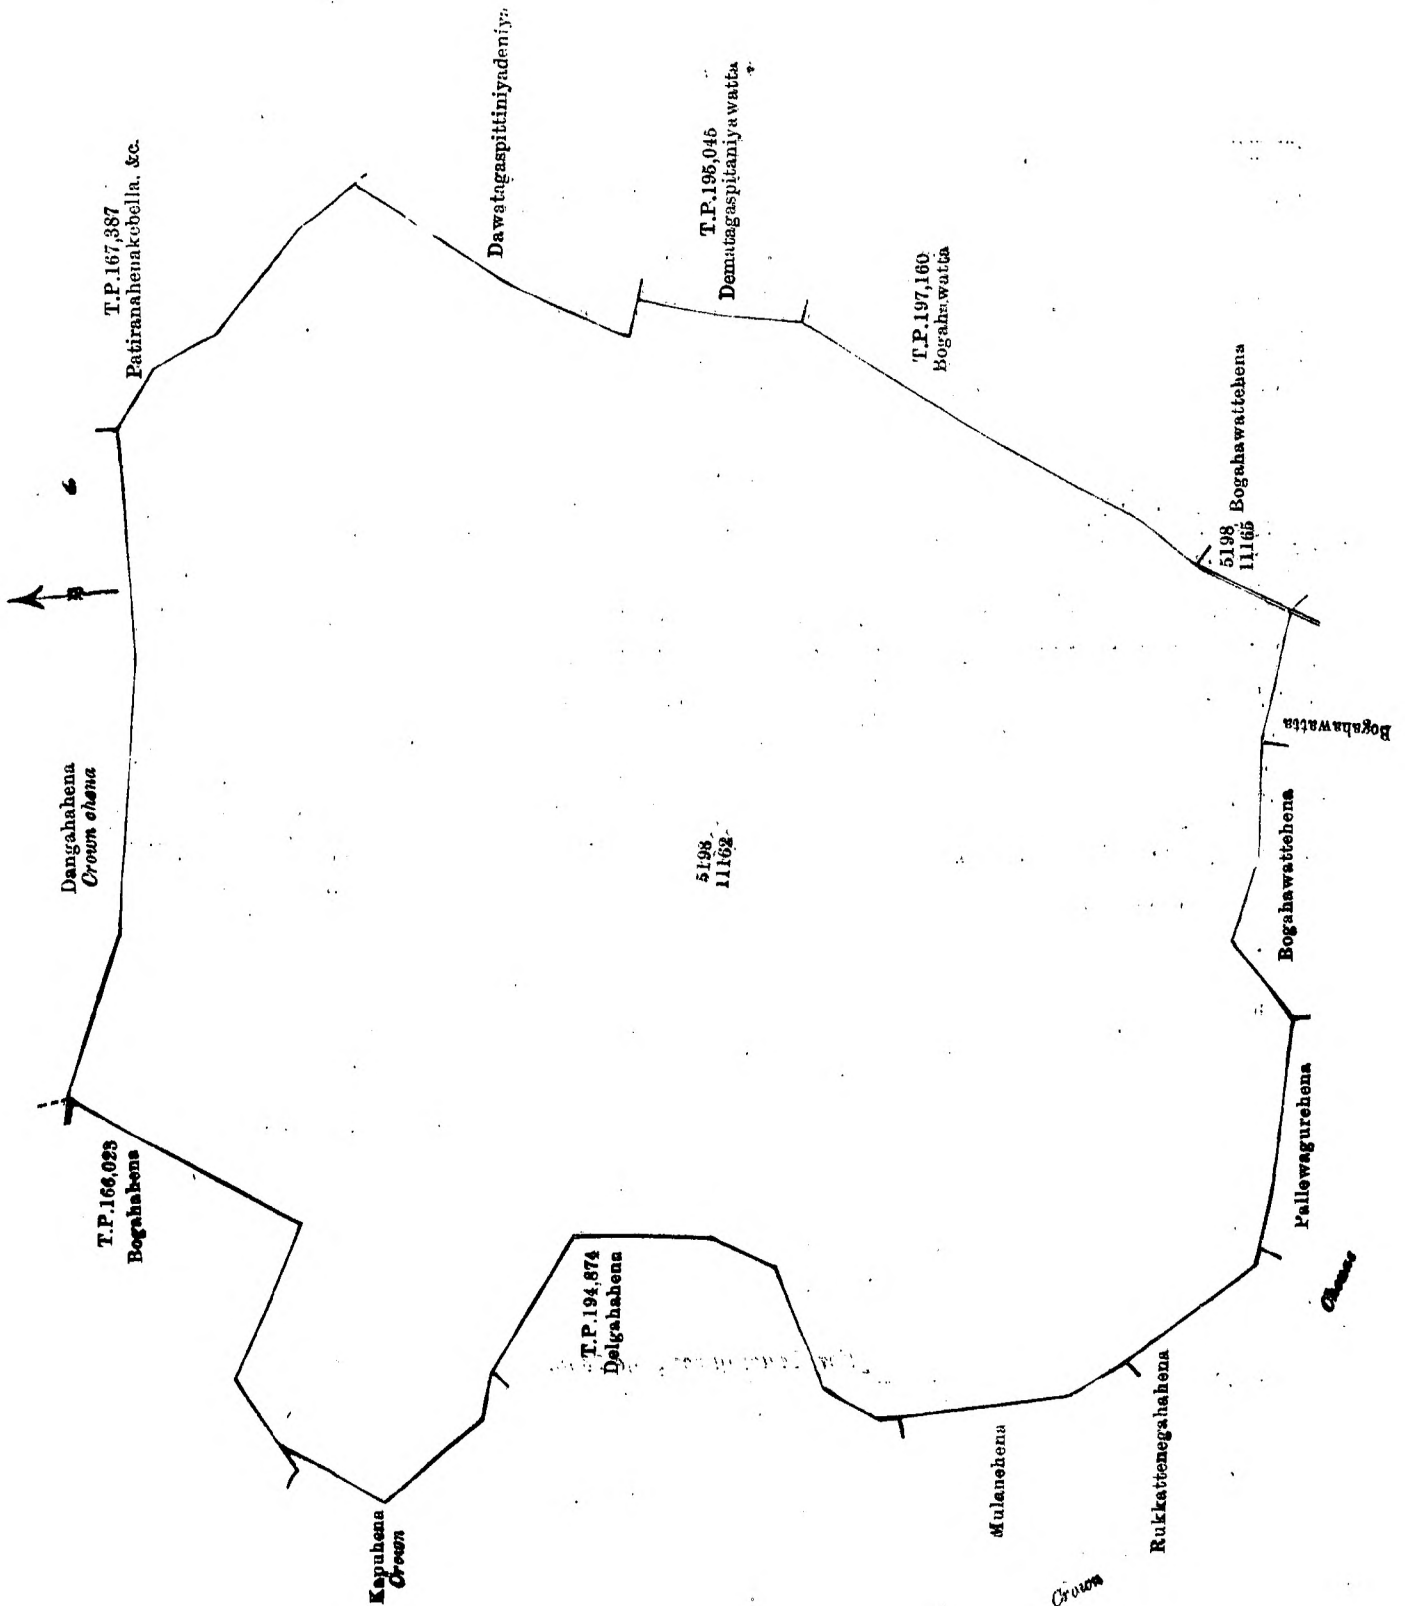 Dangahahena
Crown chena
T.P.167,387
Patiranahenakebella, &c.
Dawatagaspittiniyadeniya
T.P.195,045
Dematagaspitaniyawatta
T.P.197,160
Bogahawatta
5198
11165
Bogahawattehena
Bogahawatta
Bogahawattehena
Pallewagurehena
Chenas
Rukkattenegahahena
Mulanehena
Crown
T.P.194,874
Delgahahena
Kapuhena
Crown
T.P.166,023
Bogahahena
5198
11162